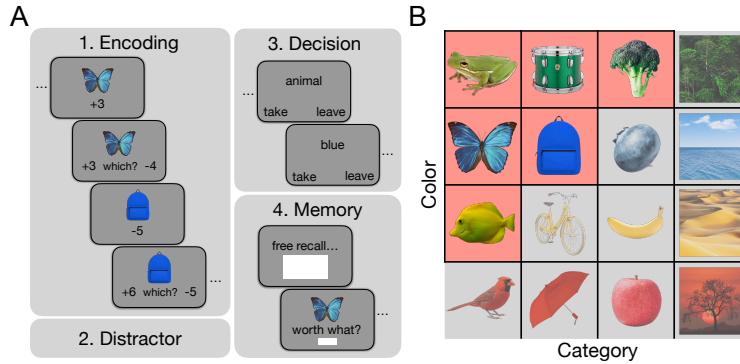 A
1. Encoding
...
+3
+3 which? -4
-5
+6 which? -5
...
2. Distractor
3. Decision
...
animal
take leave
blue
take leave
...
4. Memory
free recall...
worth what?
...
B
Color
Category